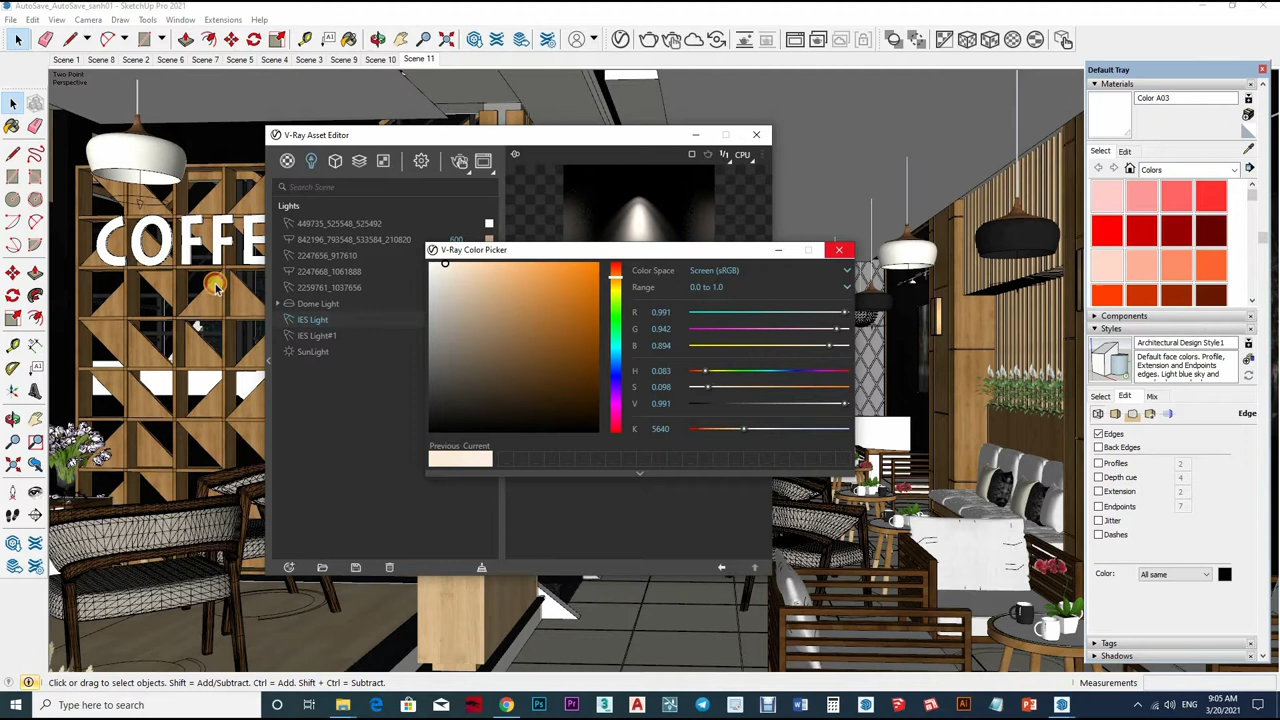 AutoSave_AutoSave_sanh01 - SketchUp Pro 2021
File Edit View Camera Draw Tools Window Extensions Help
Scene 1 Scene 8 Scene 2 Scene 6 Scene 7 Scene 5 Scene 4 Scene 3 Scene 9 Scene 10 Scene 11
Two Point
Perspective
COFFE
V-Ray Asset Editor
1/1 CPU
Search Scene
Lights
449735_525548_525492
842196_793548_533584_210820 600
2247656_917610
2247668_1061888
2259761_1037656
Dome Light
IES Light
IES Light#1
SunLight
V-Ray Color Picker
Color Space Screen (sRGB)
Range 0.0 to 1.0
R 0.991
G 0.942
B 0.894
H 0.083
S 0.098
V 0.991
K 5640
Previous Current
Default Tray
Materials
Color A03
Select Edit
Colors
Components
Styles
Architectural Design Style1
Default face colors. Profile,
Extension and Endpoints
edges. Light blue sky and
Select Edit Mix
Edge
Edges
Back Edges
Profiles 2
Depth cue 4
Extension 2
Endpoints 7
Jitter
Dashes
Color: All same
Tags
Shadows
Click or drag to select objects. Shift = Add/Subtract. Ctrl = Add. Shift + Ctrl = Subtract.
Measurements
Type here to search
9:05 AM
3/20/2021